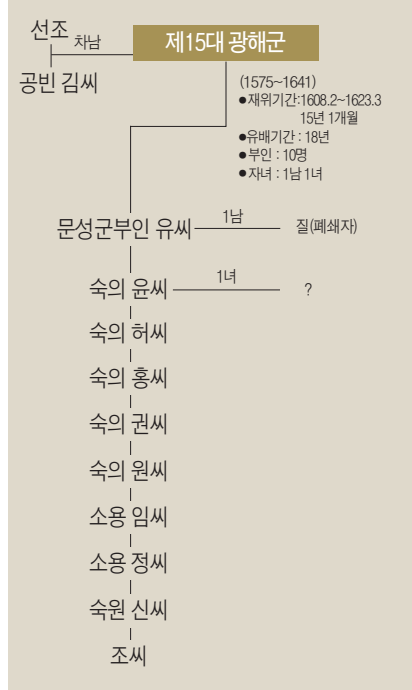 선조
차남
제15대 광해군
공빈 김씨
(1575~1641)
●재위기간:1608.2~1623.3
15년 1개월
●유배기간 : 18년
●부인 : 10명
●자녀 : 1남 1녀
문성군부인 유씨
1남
질(폐쇄자)
숙의 윤씨
1녀
?
숙의 허씨
숙의 홍씨
숙의 권씨
숙의 원씨
소용 임씨
소용 정씨
숙원 신씨
조씨